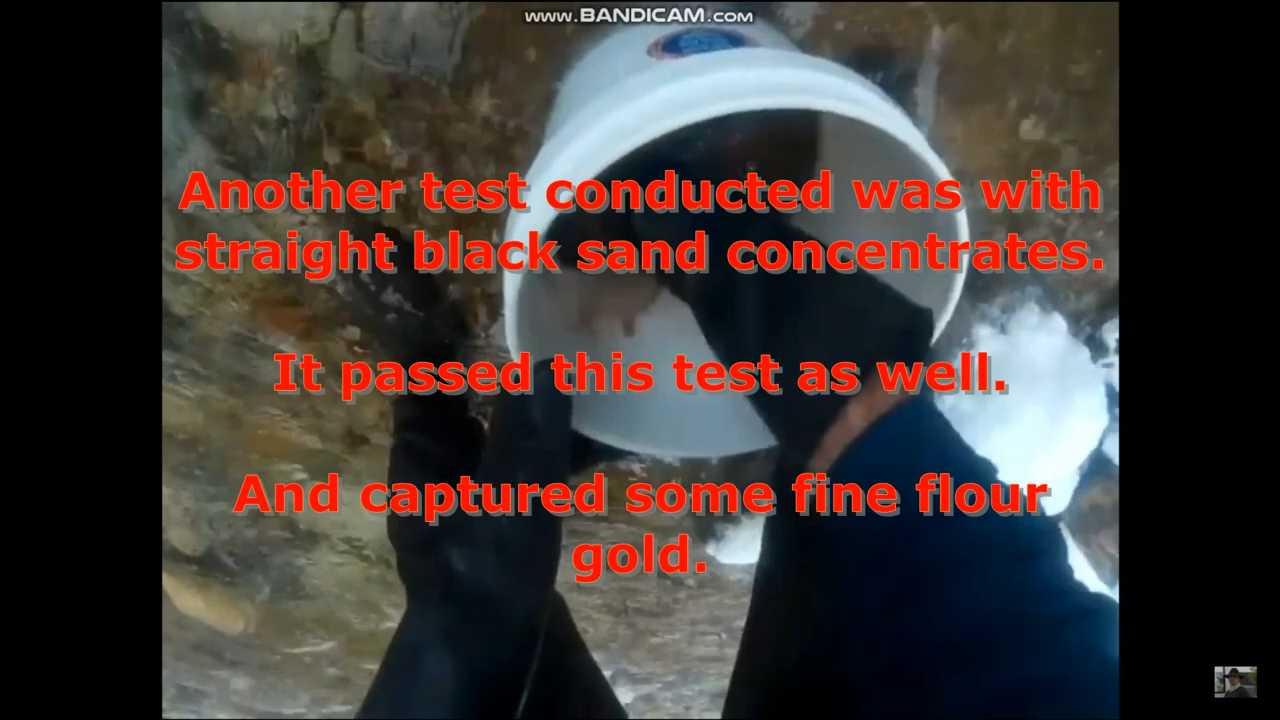 www.BANDICAM.com
Another test conducted was with
straight black sand concentrates.
It passed this test as well.
And captured some fine flour
gold.